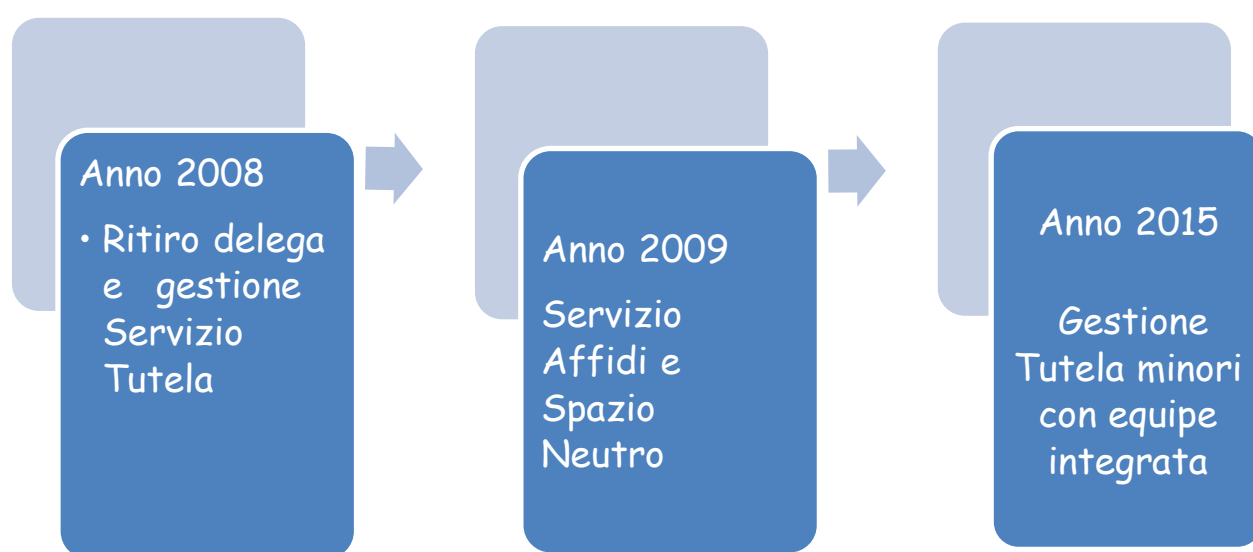 Anno 2008
• Ritiro delega
e gestione
Servizio
Tutela
Anno 2009
Servizio
Affidi e
Spazio
Neutro
Anno 2015
Gestione
Tutela minori
con equipe
integrata